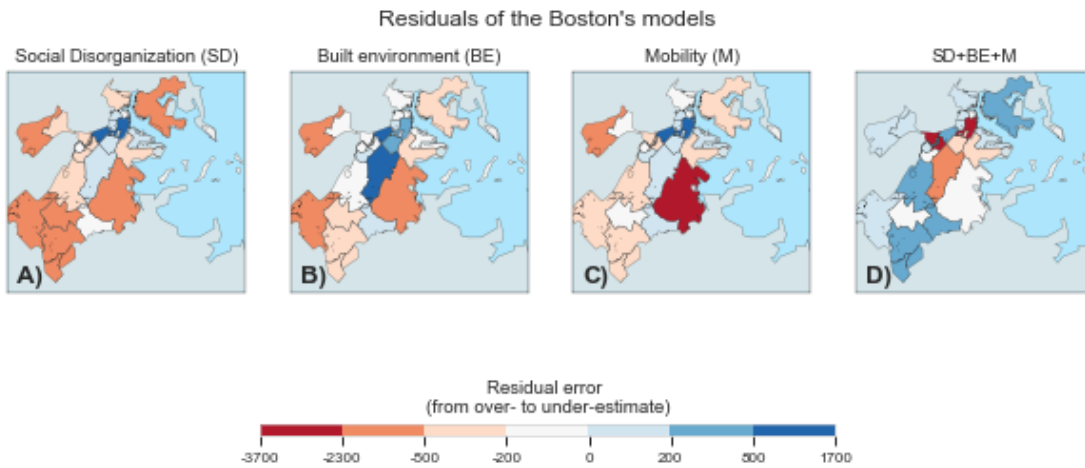 Residuals of the Boston's models
Social Disorganization (SD)
Built environment (BE)
Mobility (M)
SD+BE+M
A)
B)
C)
D)
Residual error
(from over- to under-estimate)
-3700 -2300 -500 -200 0 200 500 1700